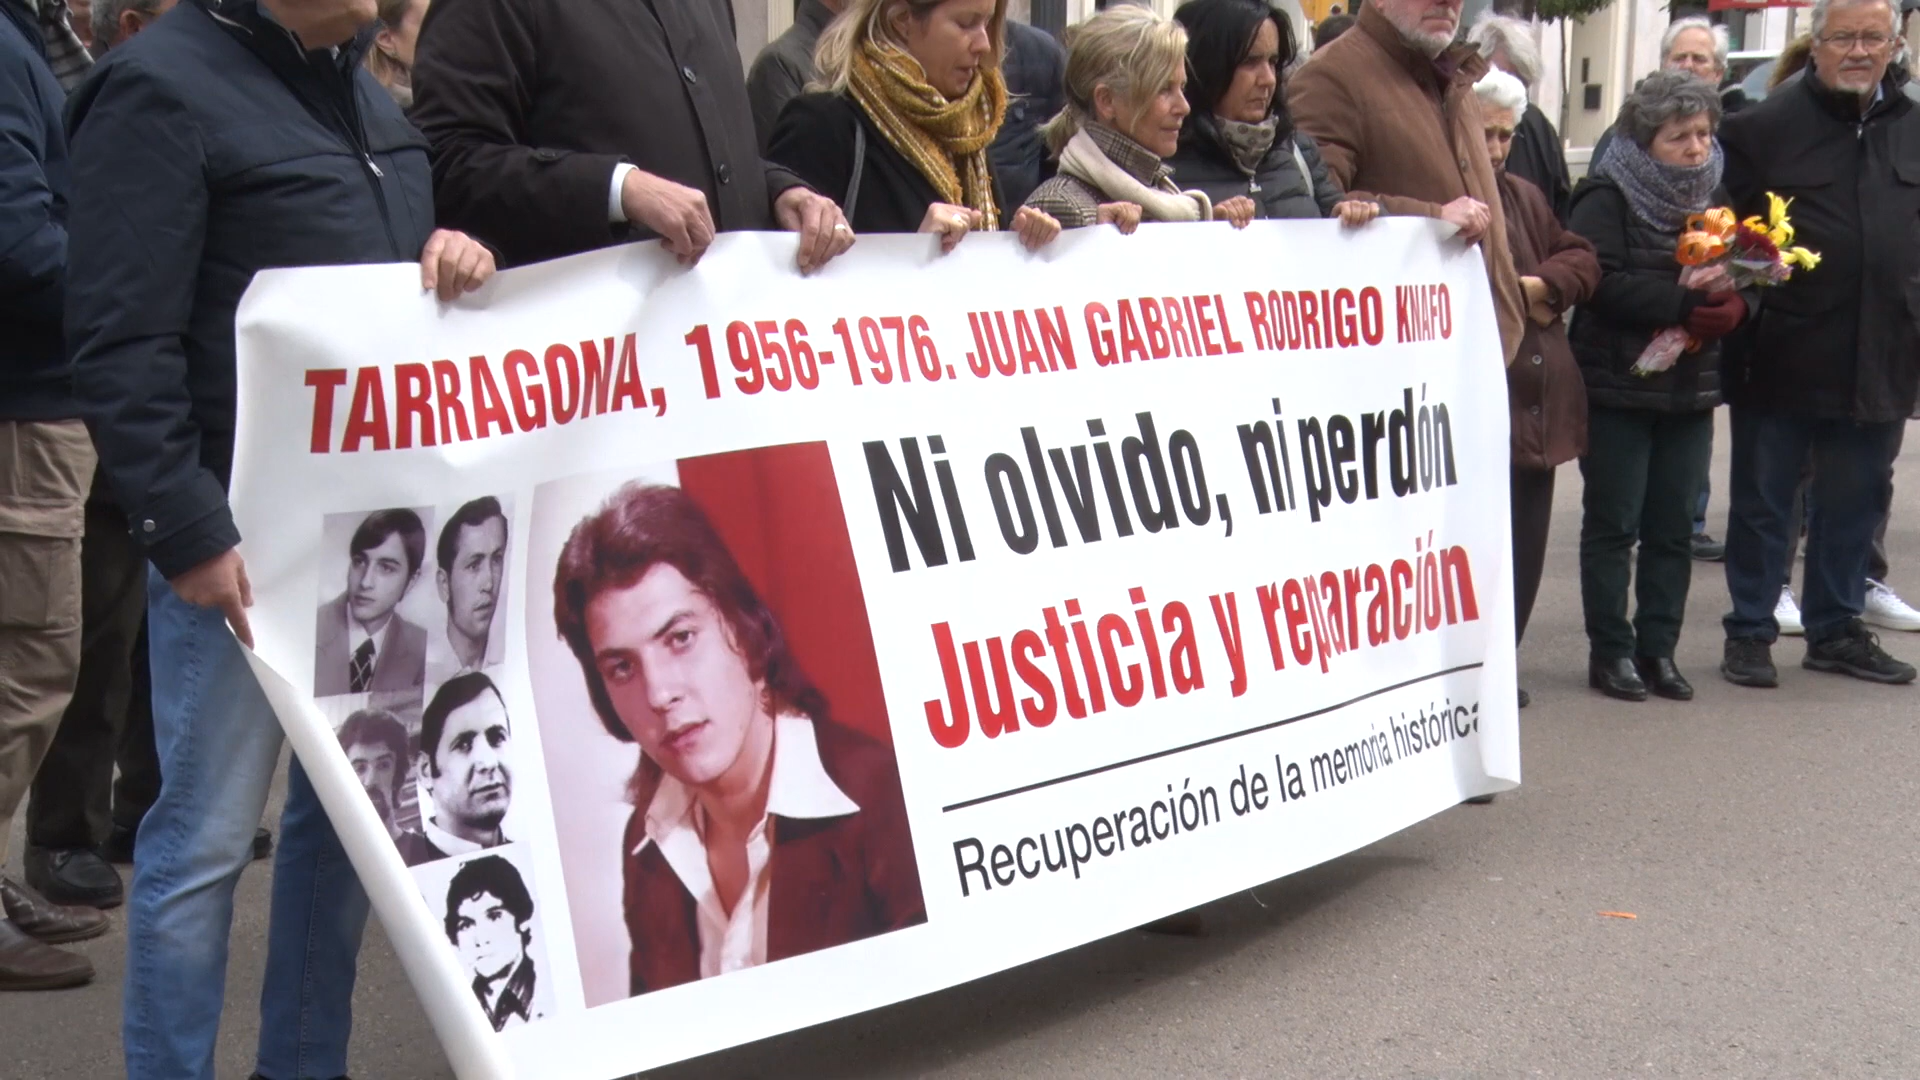 TARRAGONA, 1956-1976. JUAN GABRIEL RODRIGO KNAFO
Ni olvido, ni perdón
Justicia y reparación
Recuperación de la memoria histórica